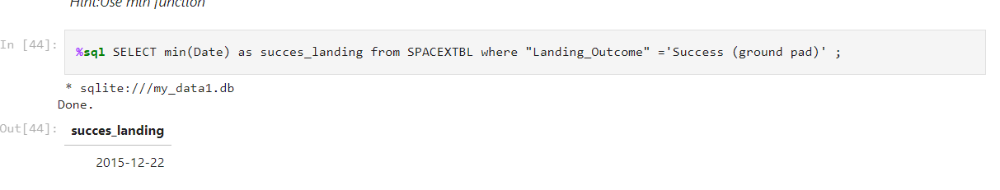 Hint:Use min function
In [44]: %sql SELECT min(Date) as succes_landing from SPACEXTBL where "Landing_Outcome" ='Success (ground pad)' ;
* sqlite:///my_data1.db
Done.
Out[44]: succes_landing
2015-12-22